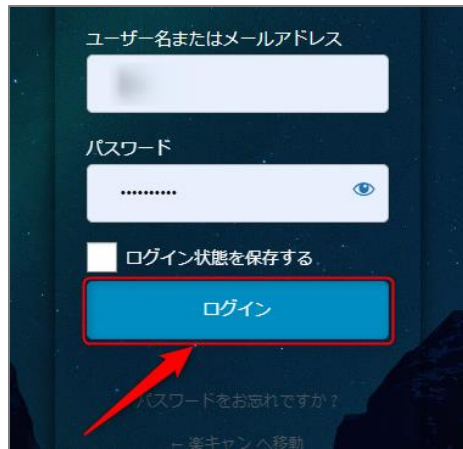 ユーザー名またはメールアドレス
パスワード
••••••••••
ログイン状態を保存する
ログイン
パスワードをお忘れですか ?
← 楽キャン へ移動